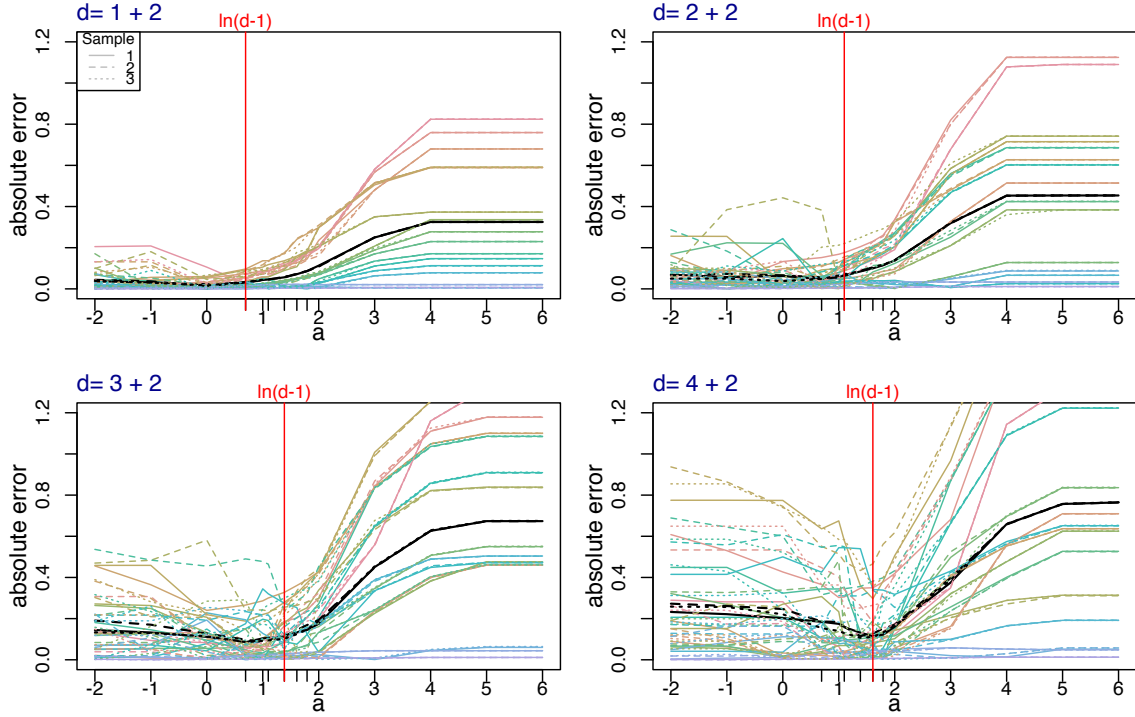 d= 1 + 2
ln(d-1)
Sample
1
2
3
absolute error
0.0 0.4 0.8 1.2
-2 -1 0 1 2 3 4 5 6
a
d= 2 + 2
ln(d-1)
absolute error
0.0 0.4 0.8 1.2
-2 -1 0 1 2 3 4 5 6
a
d= 3 + 2
ln(d-1)
absolute error
0.0 0.4 0.8 1.2
-2 -1 0 1 2 3 4 5 6
a
d= 4 + 2
ln(d-1)
absolute error
0.0 0.4 0.8 1.2
-2 -1 0 1 2 3 4 5 6
a